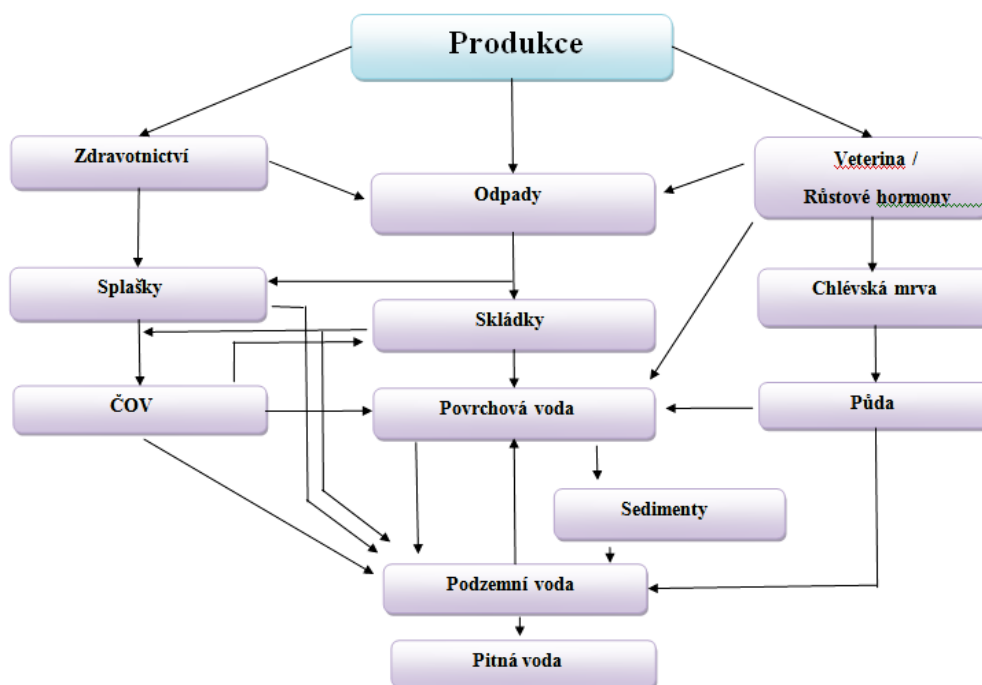 Produkce
Zdravotnictví
Odpady
Veterina /
Růstové hormony
Splašky
Chlévská mrva
Skládky
ČOV
Povrchová voda
Půda
Sedimenty
Podzemní voda
Pitná voda